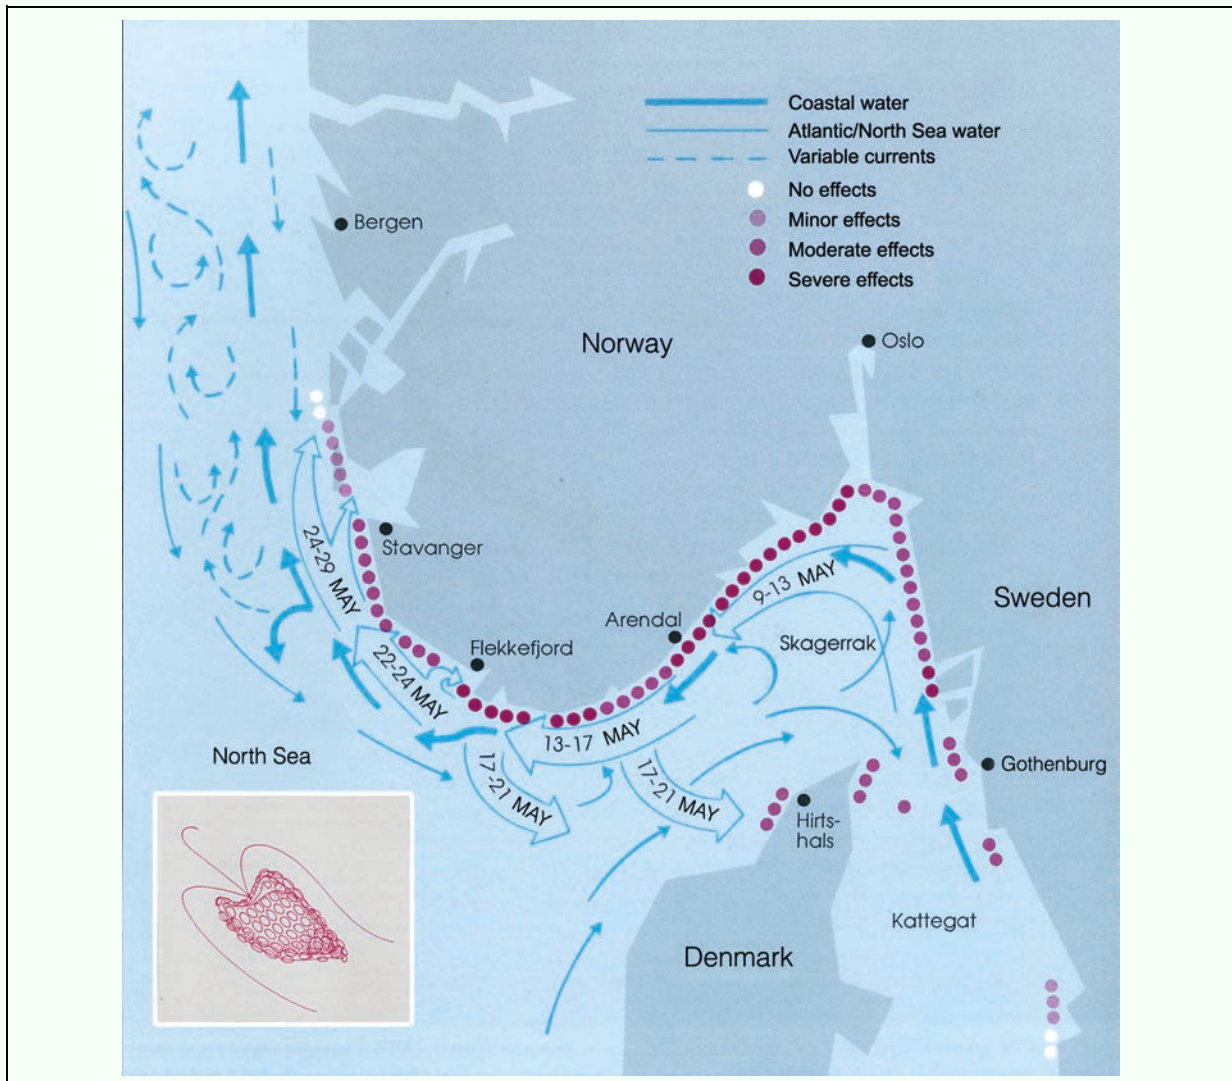 Coastal water
Atlantic/North Sea water
Variable currents
No effects
Minor effects
Moderate effects
Severe effects
Bergen
Norway
Oslo
Stavanger
24-29 MAY
9-13 MAY
Sweden
Arendal
Skagerrak
Flekkefjord
22-24 MAY
13-17 MAY
North Sea
17-21 MAY
17-21 MAY
Gothenburg
Hirts-
hals
Kattegat
Denmark